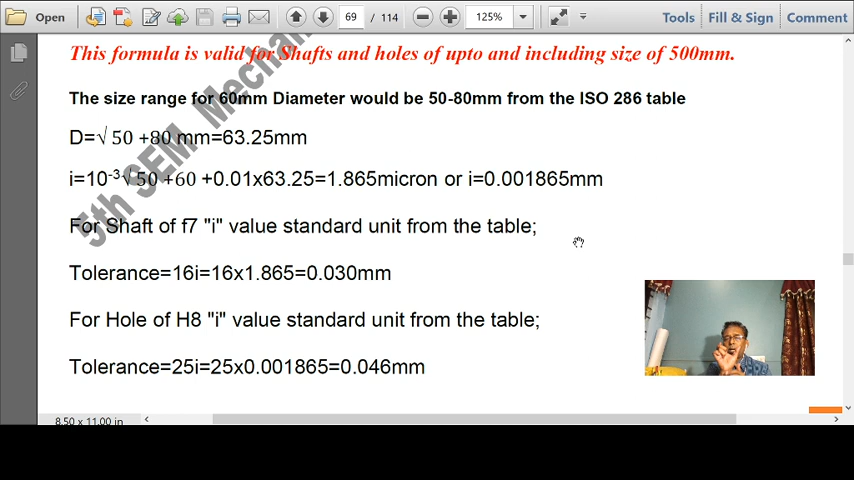 Open
69 / 114
125%
Tools
Fill & Sign
Comment
This formula is valid for Shafts and holes of upto and including size of 500mm.
The size range for 60mm Diameter would be 50-80mm from the ISO 286 table
D=√ 50 +80 mm=63.25mm
i=10-3√ 50 +60 +0.01x63.25=1.865micron or i=0.001865mm
For Shaft of f7 "i" value standard unit from the table;
Tolerance=16i=16x1.865=0.030mm
For Hole of H8 "i" value standard unit from the table;
Tolerance=25i=25x0.001865=0.046mm
5th SEM Mechan
8.50 x 11.00 in